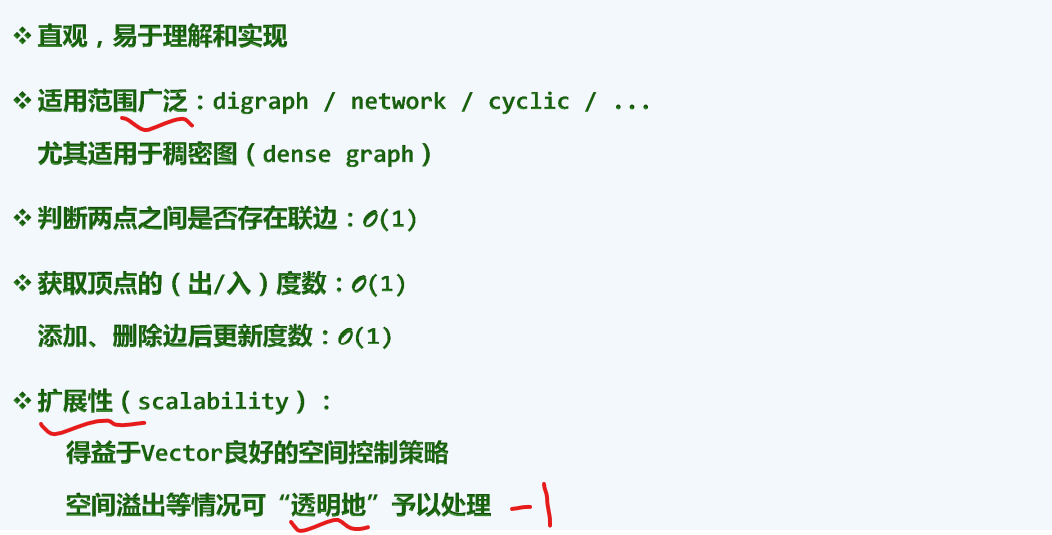 ❖ 直观，易于理解和实现
❖ 适用范围广泛：digraph / network / cyclic / ...
尤其适用于稠密图（dense graph）
❖ 判断两点之间是否存在联边：𝒪(1)
❖ 获取顶点的（出/入）度数：𝒪(1)
添加、删除边后更新度数：𝒪(1)
❖ 扩展性（scalability）：
得益于Vector良好的空间控制策略
空间溢出等情况可“透明地”予以处理